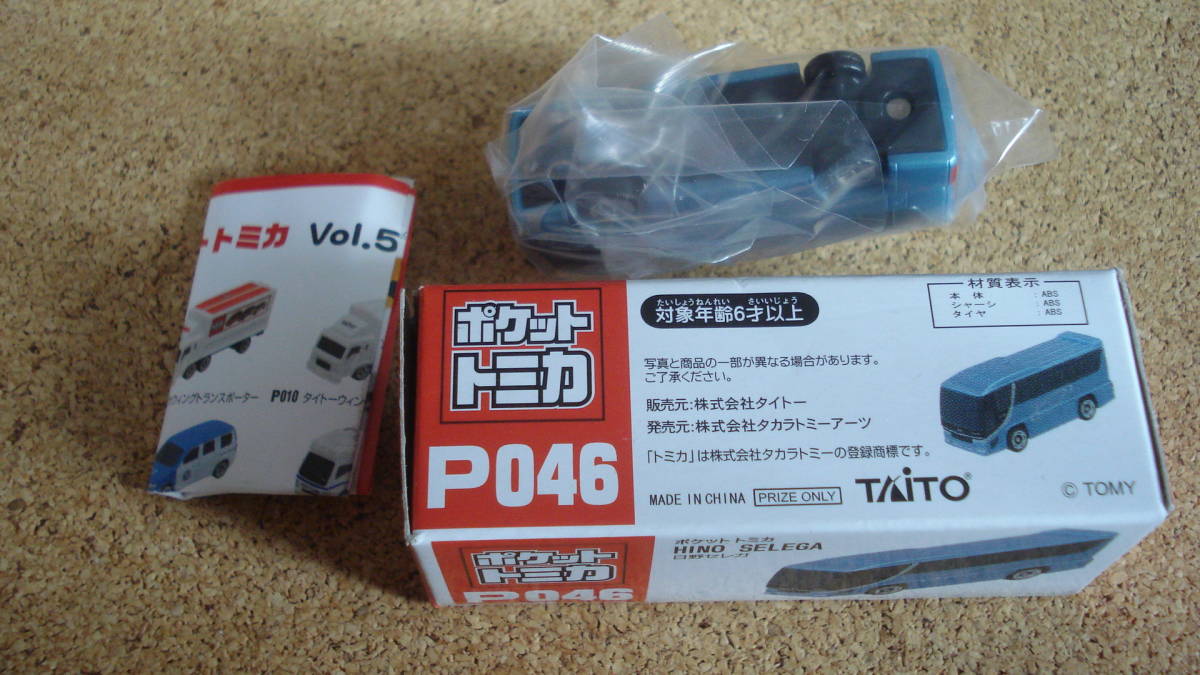 ートミカ Vol.5
ウィングトランスポーター P010 タイトーウィン
ポケット
トミカ
P046
たいしょうねんれい さいいじょう
対象年齢6才以上
材質表示
本体 : ABS
シャーシ : ABS
タイヤ : ABS
写真と商品の一部が異なる場合があります。
ご了承ください。
販売元:株式会社タイトー
発売元:株式会社タカラトミーアーツ
「トミカ」は株式会社タカラトミーの登録商標です。
MADE IN CHINA PRIZE ONLY TAITO® © TOMY
ポケット
トミカ
P046
ポケットトミカ
HINO SELEGA
日野セレガ